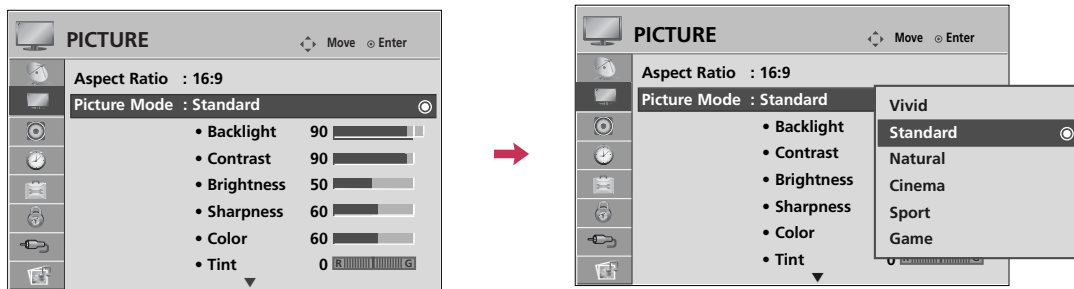 PICTURE
Move
Enter
Aspect Ratio : 16:9
Picture Mode : Standard
• Backlight 90
• Contrast 90
• Brightness 50
• Sharpness 60
• Color 60
• Tint 0 R G
PICTURE
Move
Enter
Aspect Ratio : 16:9
Picture Mode : Standard
• Backlight
• Contrast
• Brightness
• Sharpness
• Color
• Tint 0
Vivid
Standard
Natural
Cinema
Sport
Game